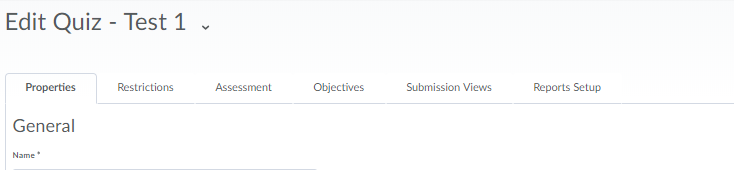 Edit Quiz - Test 1
Properties Restrictions Assessment Objectives Submission Views Reports Setup
General
Name *